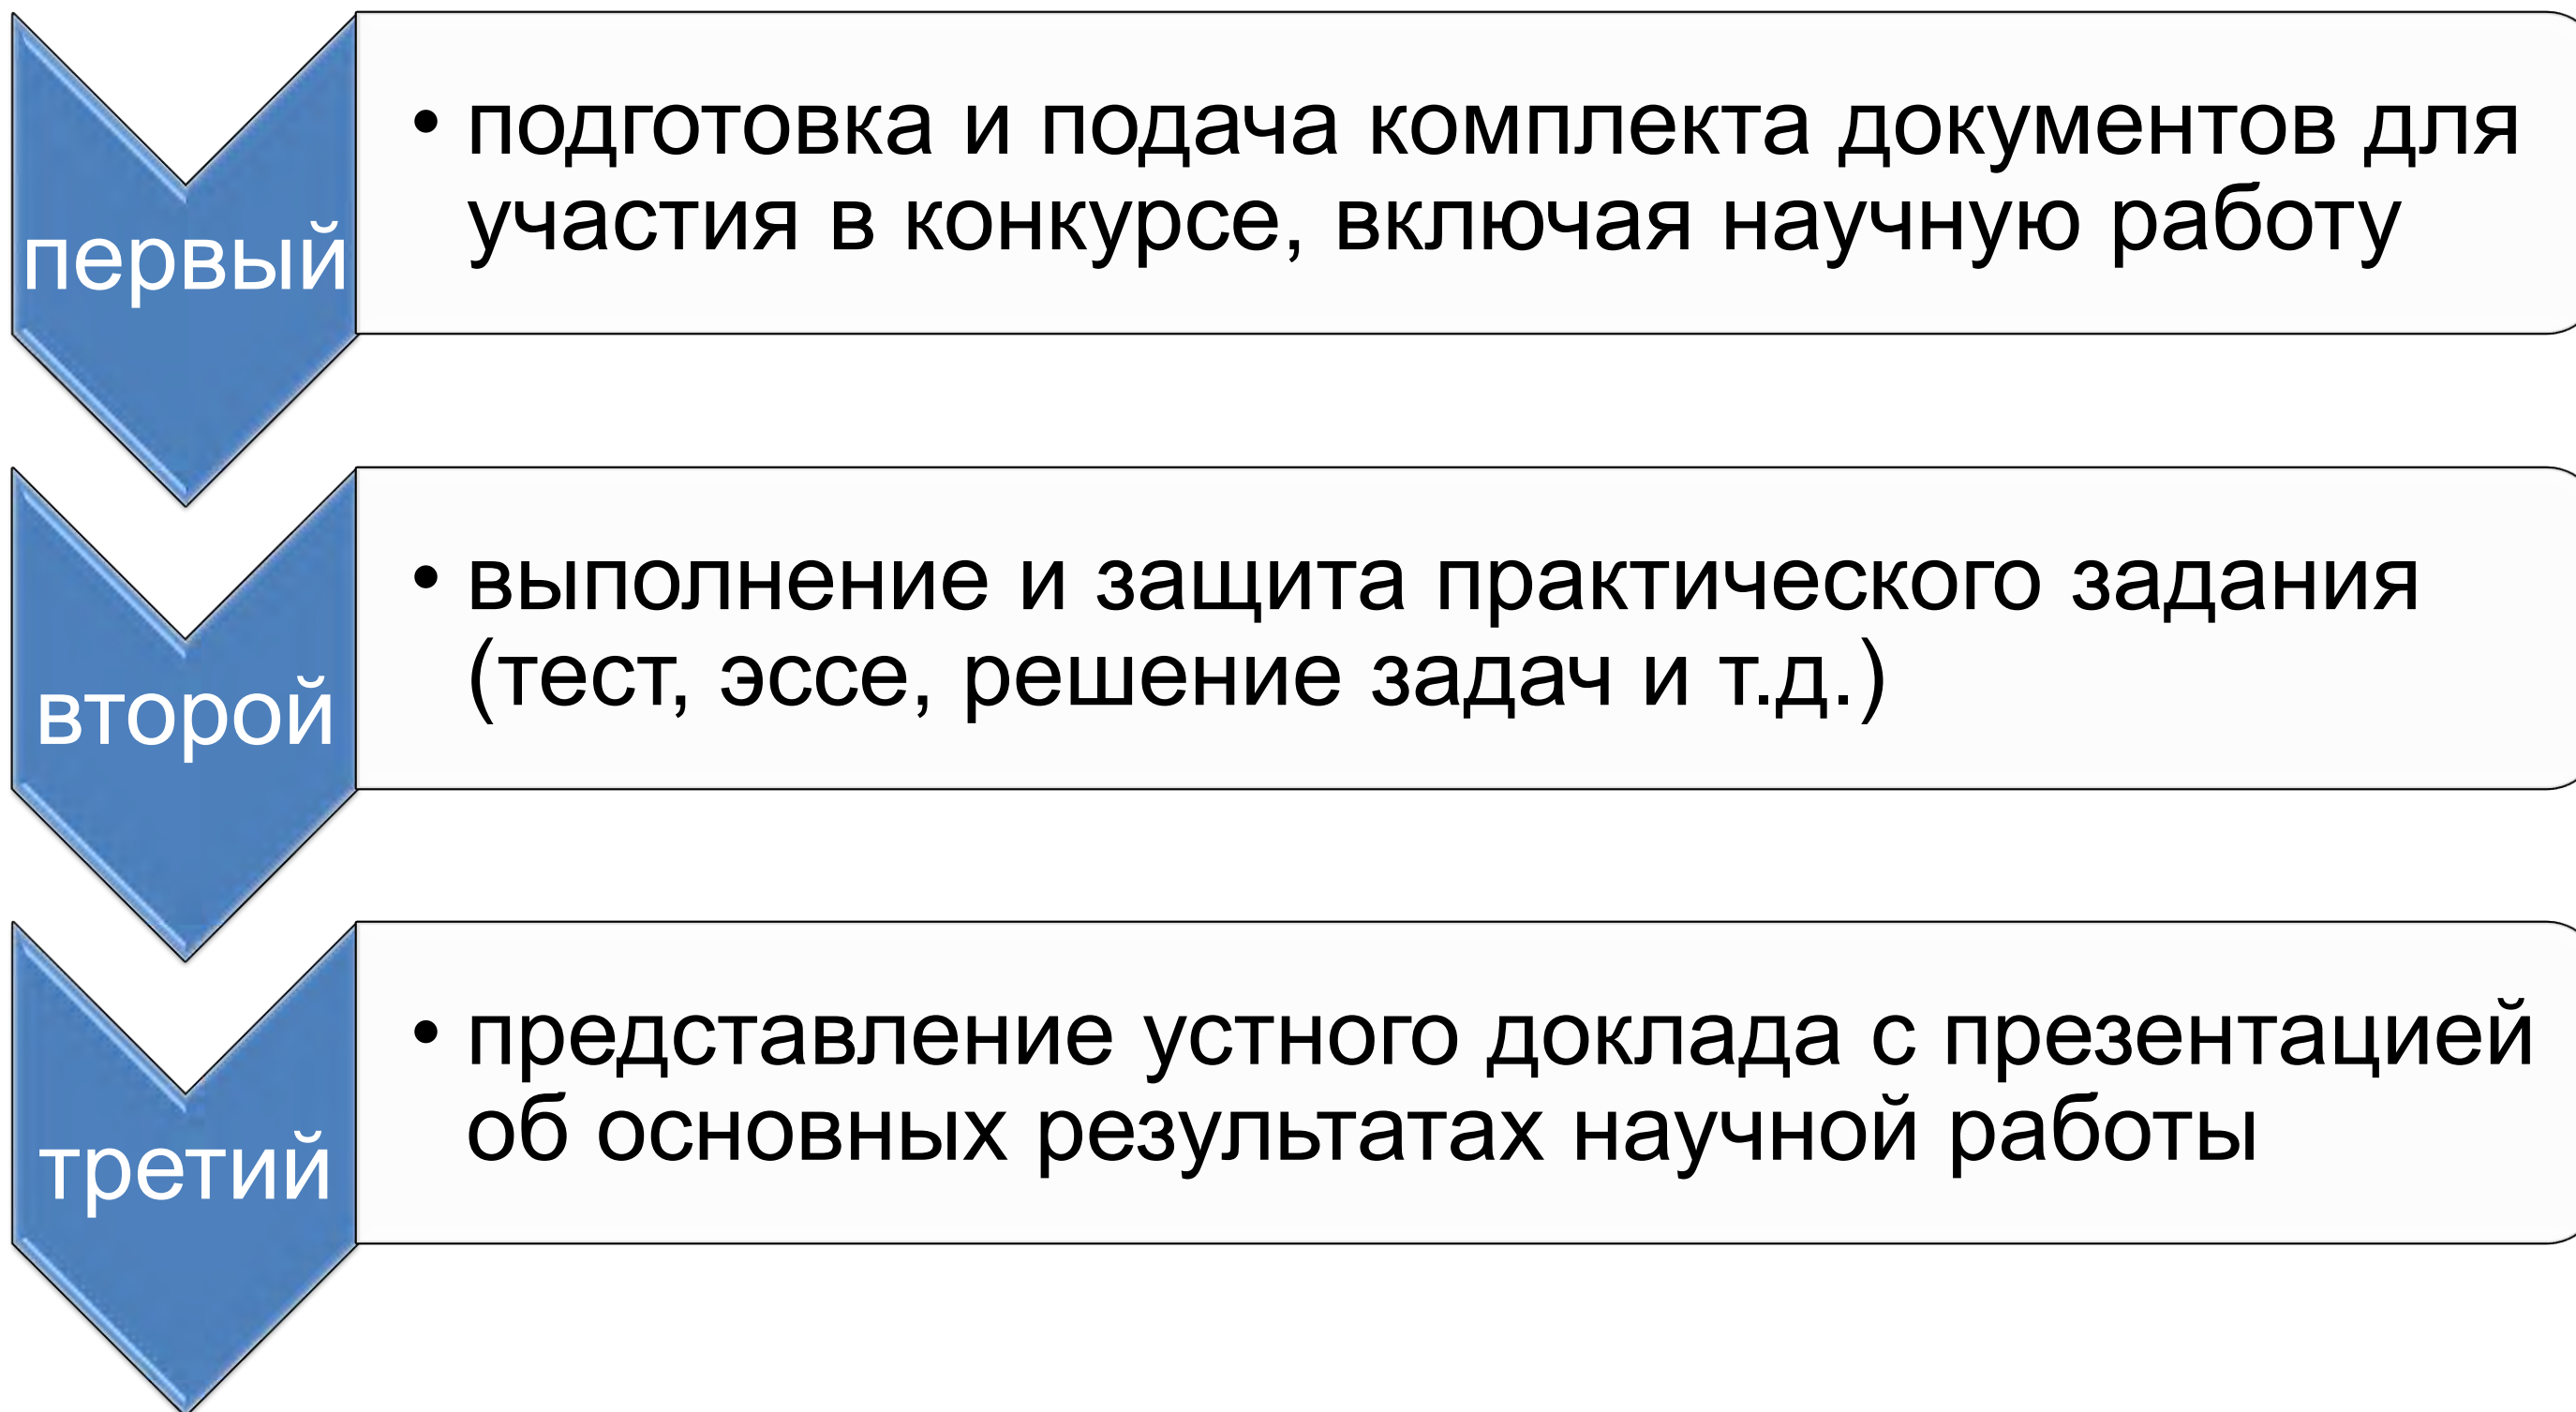 первый
• подготовка и подача комплекта документов для
участия в конкурсе, включая научную работу
второй
• выполнение и защита практического задания
(тест, эссе, решение задач и т.д.)
третий
• представление устного доклада с презентацией
об основных результатах научной работы